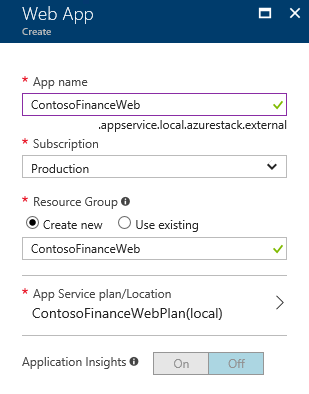 Web App
Create
* App name
ContosoFinanceWeb
.appservice.local.azurestack.external
* Subscription
Production
* Resource Group
Create new Use existing
ContosoFinanceWeb
* App Service plan/Location
ContosoFinanceWebPlan(local)
Application Insights On Off